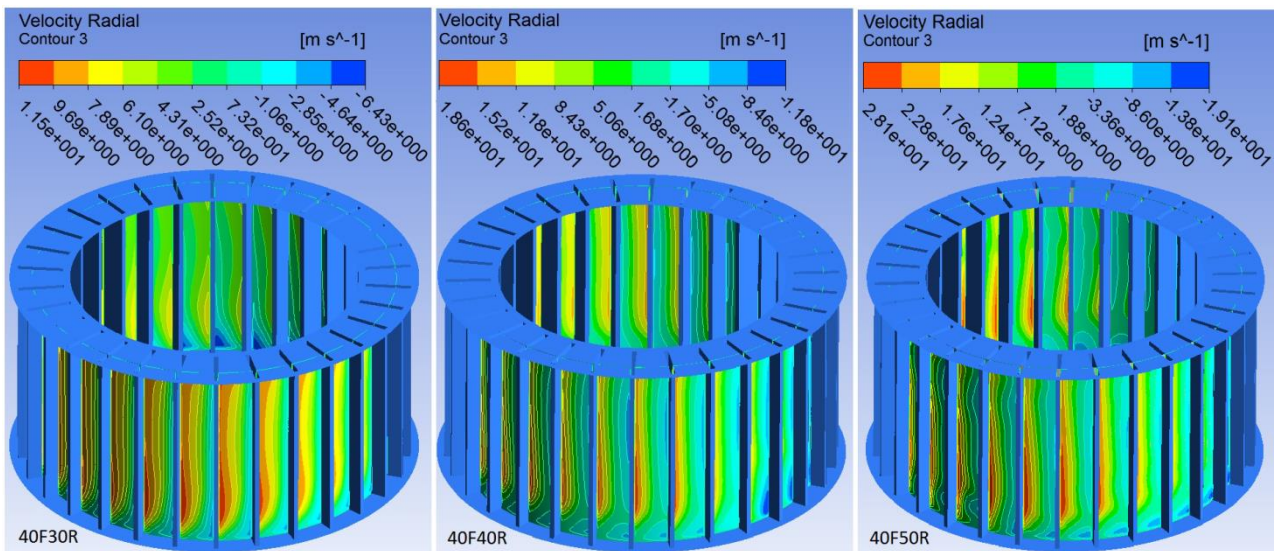 Velocity Radial
Contour 3
[m s^-1]
1.15e+001
9.69e+000
7.89e+000
6.10e+000
4.31e+000
2.52e+000
7.32e+001
-1.06e+000
-2.85e+000
-4.64e+000
-6.43e+000
40F30R
Velocity Radial
Contour 3
[m s^-1]
1.86e+001
1.52e+001
1.18e+001
8.43e+000
5.06e+000
1.68e+000
-1.70e+000
-5.08e+000
-8.46e+000
-1.18e+001
40F40R
Velocity Radial
Contour 3
[m s^-1]
2.81e+001
2.28e+001
1.76e+001
1.24e+001
7.12e+000
1.88e+000
-3.36e+000
-8.60e+000
-1.38e+001
-1.91e+001
40F50R